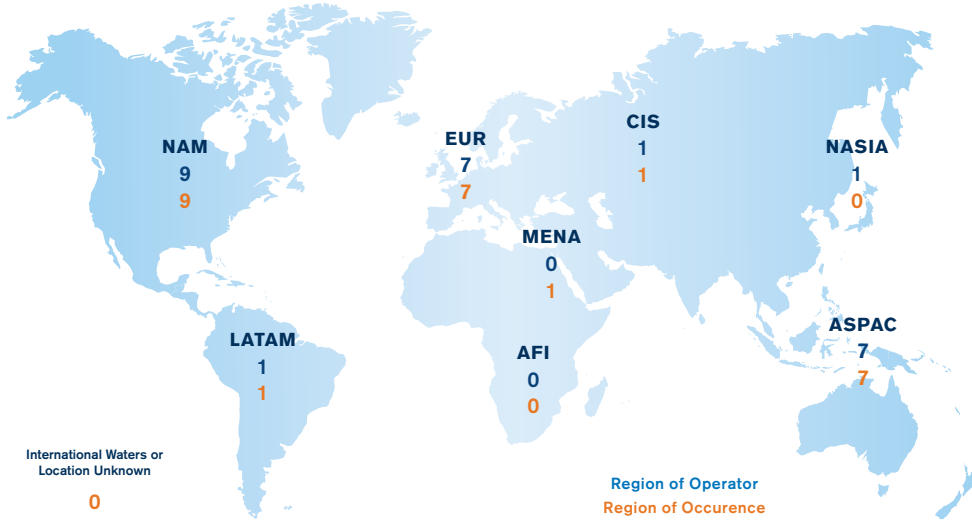 NAM
9
9
EUR
7
7
CIS
1
1
NASIA
1
0
MENA
0
1
LATAM
1
1
AFI
0
0
ASPAC
7
7
International Waters or
Location Unknown
0
Region of Operator
Region of Occurence